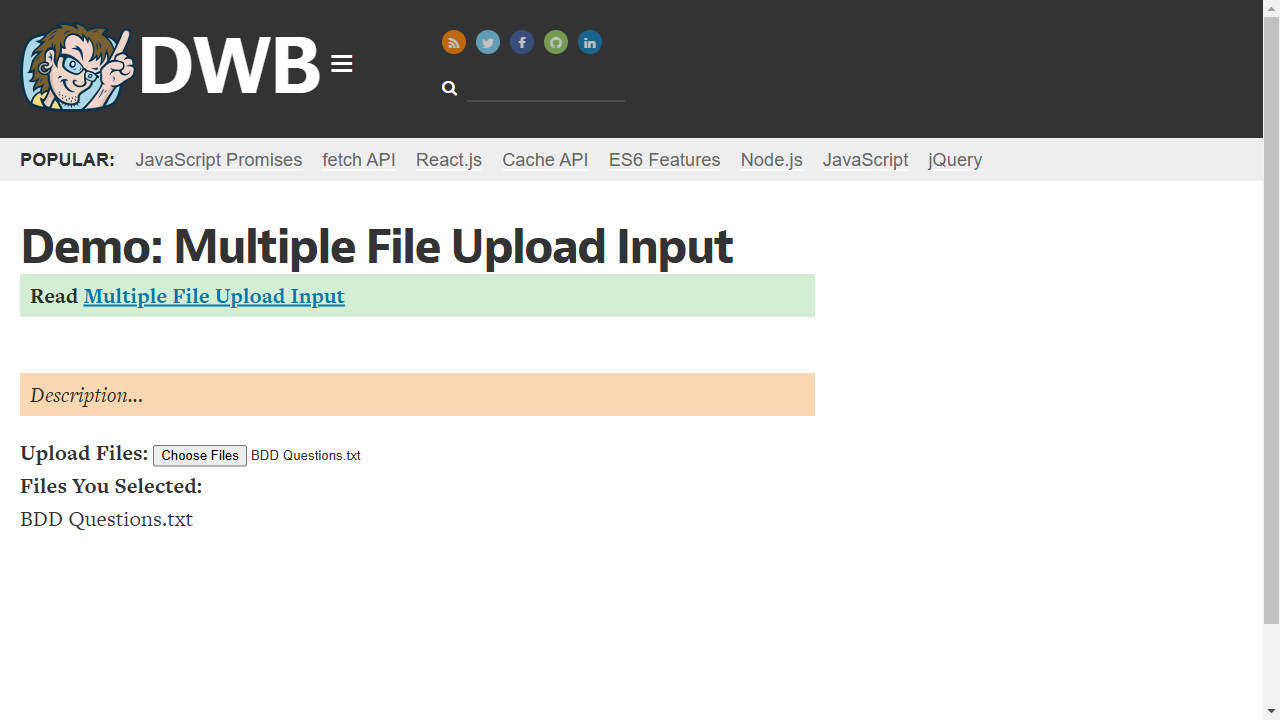 DWB
POPULAR: JavaScript Promises fetch API React.js Cache API ES6 Features Node.js JavaScript jQuery
Demo: Multiple File Upload Input
Read Multiple File Upload Input
Description...
Upload Files: Choose Files BDD Questions.txt
Files You Selected:
BDD Questions.txt